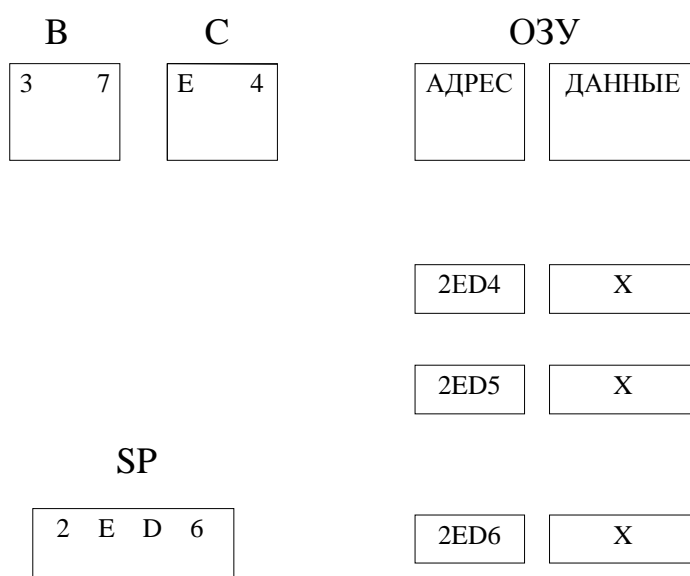 B C ОЗУ
3 7 E 4 АДРЕС ДАННЫЕ
2ED4 X
2ED5 X
SP
2 E D 6 2ED6 X